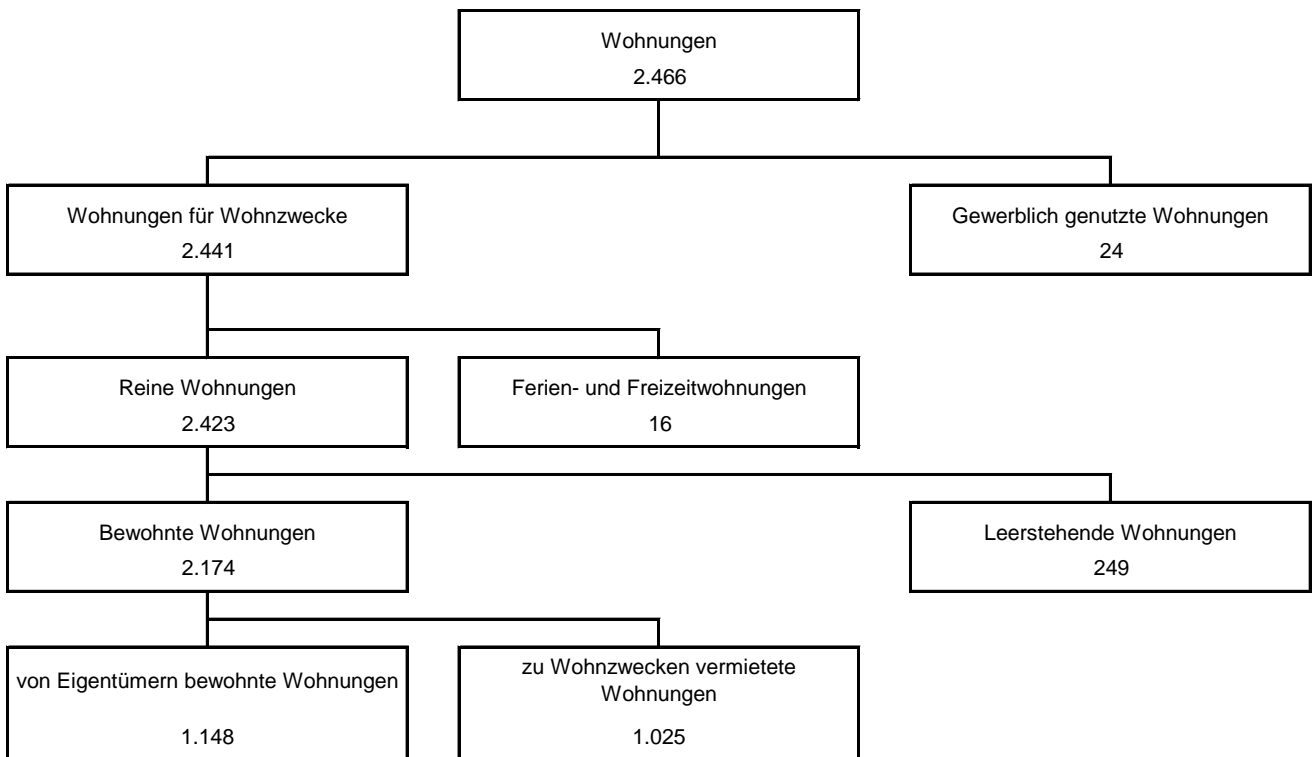 Wohnungen
2.466
Wohnungen für Wohnzwecke
2.441
Gewerblich genutzte Wohnungen
24
Reine Wohnungen
2.423
Ferien- und Freizeitwohnungen
16
Bewohnte Wohnungen
2.174
Leerstehende Wohnungen
249
von Eigentümern bewohnte Wohnungen
1.148
zu Wohnzwecken vermietete
Wohnungen
1.025